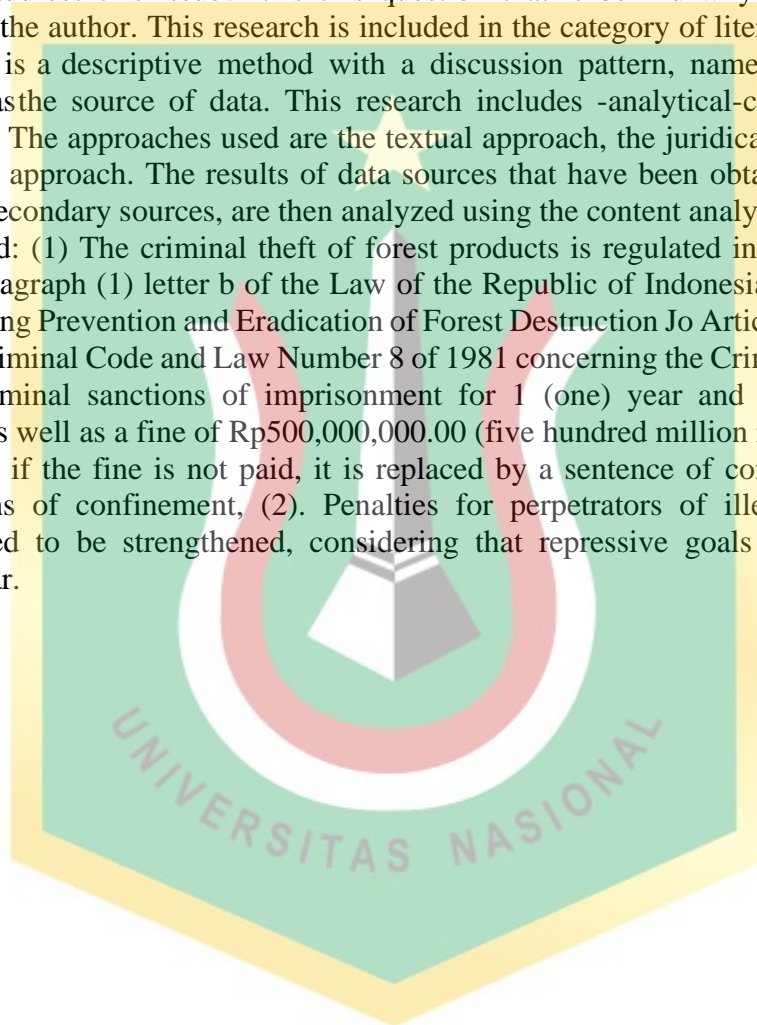 the author. This research is included in the category of liter
is a descriptive method with a discussion pattern, name
asthe source of data. This research includes -analytical-c
The approaches used are the textual approach, the juridica
approach. The results of data sources that have been obta
econdary sources, are then analyzed using the content analy
d: (1) The criminal theft of forest products is regulated in
agraph (1) letter b of the Law of the Republic of Indonesia
ng Prevention and Eradication of Forest Destruction Jo Artic
iminal Code and Law Number 8 of 1981 concerning the Crim
minal sanctions of imprisonment for 1 (one) year and
s well as a fine of Rp500,000,000.00 (five hundred million r
if the fine is not paid, it is replaced by a sentence of con
ns of confinement, (2). Penalties for perpetrators of ille
ed to be strengthened, considering that repressive goals
ar.
UNIVERSITAS NASIONAL